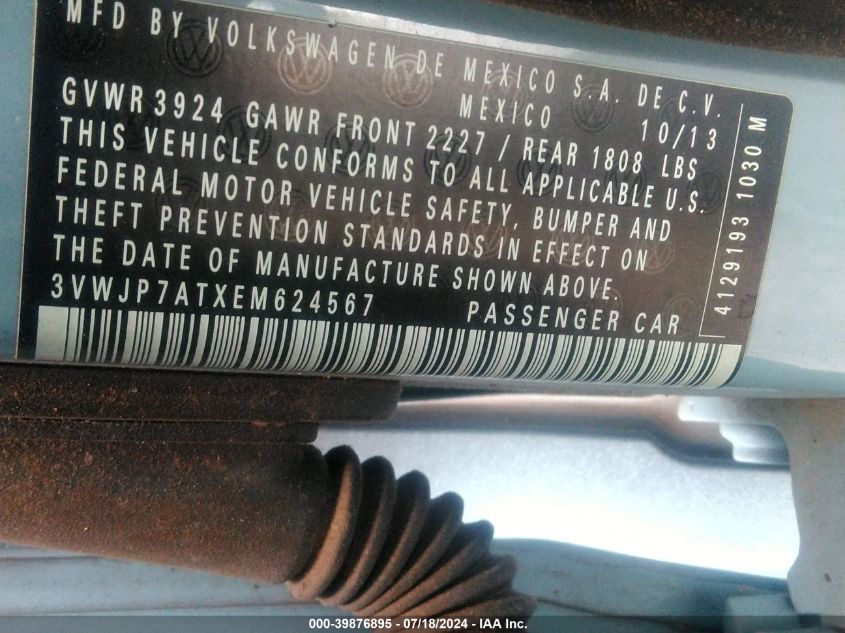 MFD BY VOLKSWAGEN DE MEXICO S.A. DE C.V.
MEXICO 10/13
GVWR 3924 GAWR FRONT 2227 / REAR 1808 LBS
THIS VEHICLE CONFORMS TO ALL APPLICABLE U.S.
FEDERAL MOTOR VEHICLE SAFETY, BUMPER AND
THEFT PREVENTION STANDARDS IN EFFECT ON
THE DATE OF MANUFACTURE SHOWN ABOVE.
3VWJP7ATXEM624567 PASSENGER CAR
4129193 1030 M
000-39876895 - 07/18/2024 - IAA Inc.